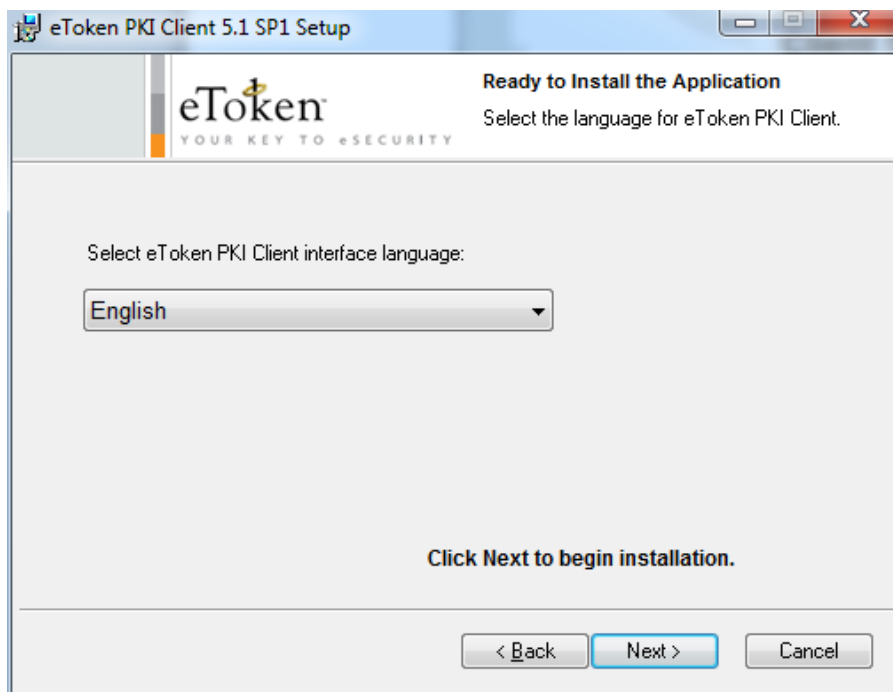 eToken PKI Client 5.1 SP1 Setup
eToken
YOUR KEY TO eSECURITY
Ready to Install the Application
Select the language for eToken PKI Client.
Select eToken PKI Client interface language:
English
Click Next to begin installation.
< Back
Next >
Cancel